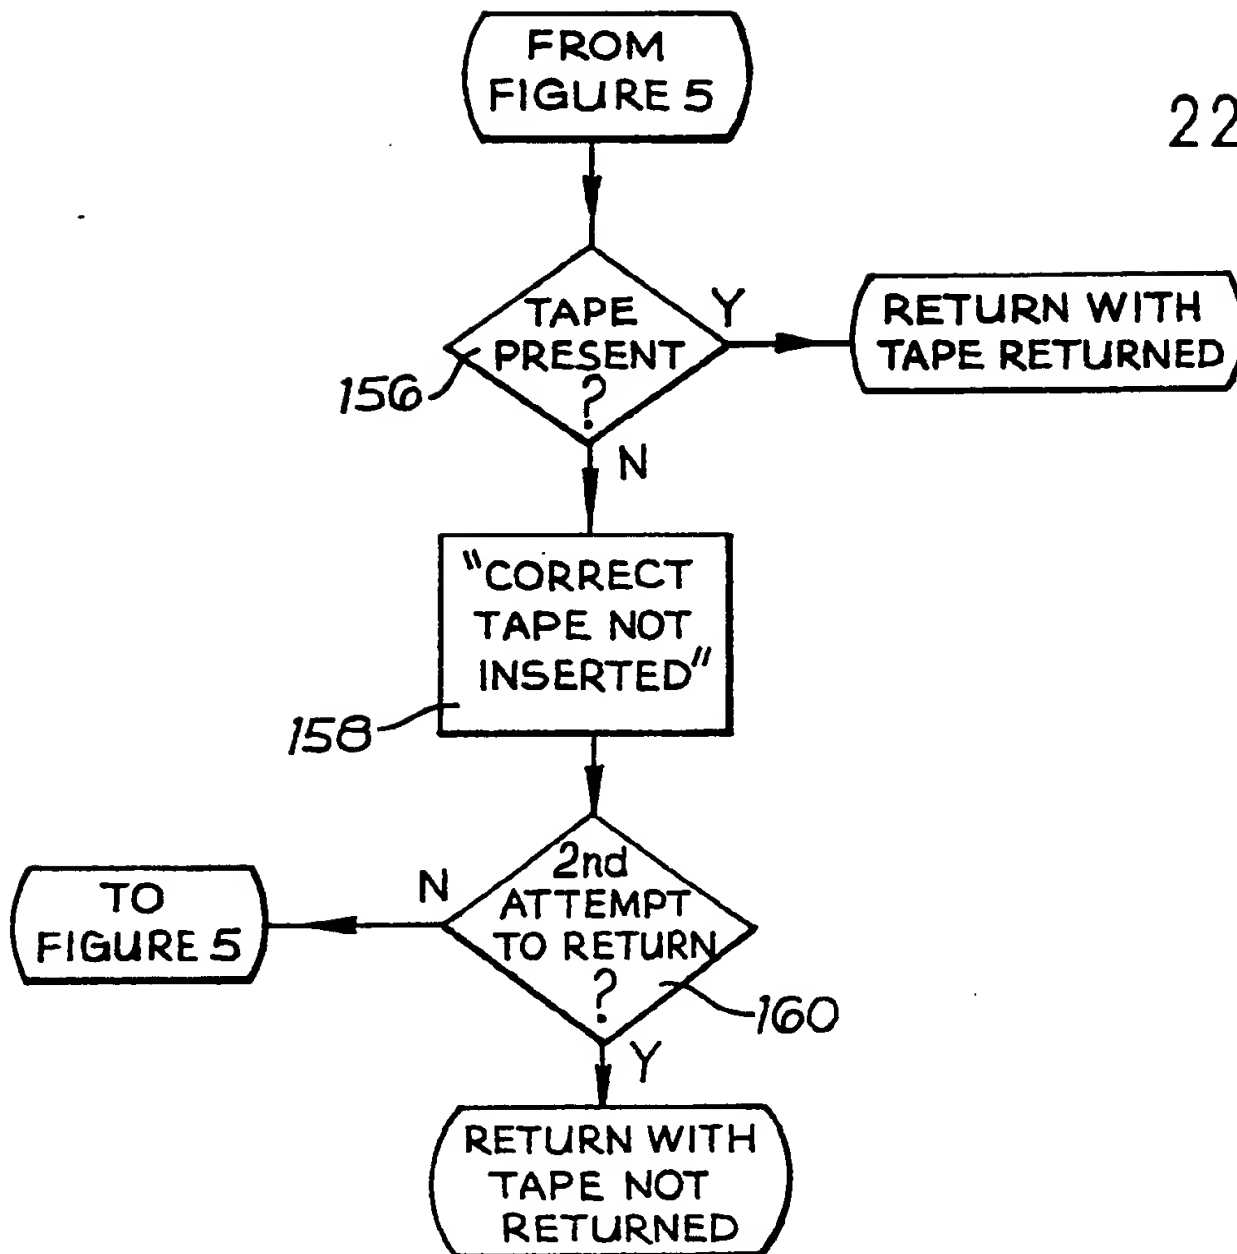 FROM
FIGURE 5
22
TAPE
PRESENT
?
Y
RETURN WITH
TAPE RETURNED
156
N
"CORRECT
TAPE NOT
INSERTED"
158
2nd
ATTEMPT
TO RETURN
?
N
TO
FIGURE 5
160
Y
RETURN WITH
TAPE NOT
RETURNED